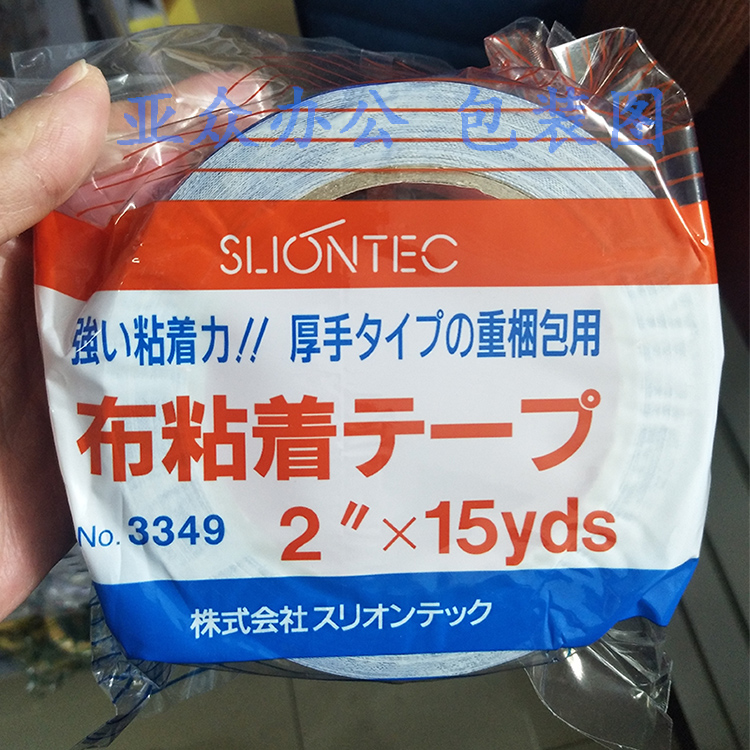 亚众办公 包装图
SLIONTEC
強い粘着力!! 厚手タイプの重梱包用
布粘着テープ
No. 3349 2″×15yds
株式会社スリオンテック